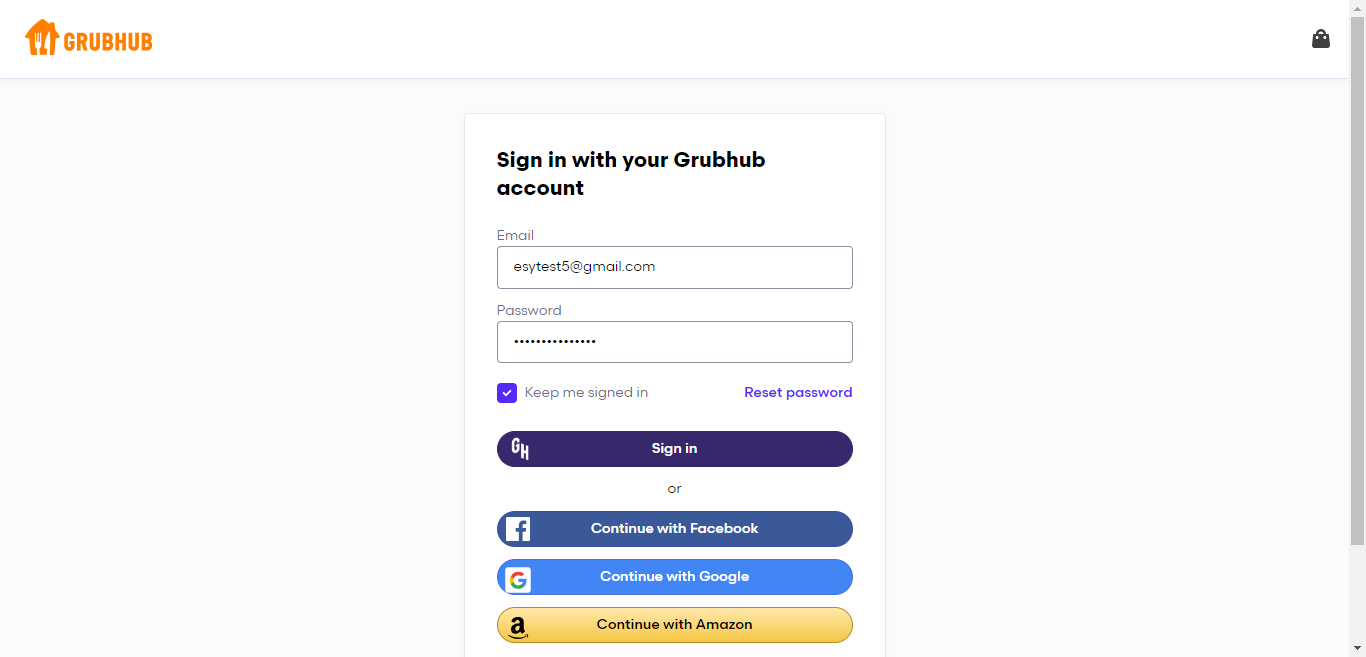 GRUBHUB
Sign in with your Grubhub
account
Email
esytest5@gmail.com
Password
•••••••••••••••
Keep me signed in
Reset password
GH
Sign in
or
Continue with Facebook
Continue with Google
Continue with Amazon